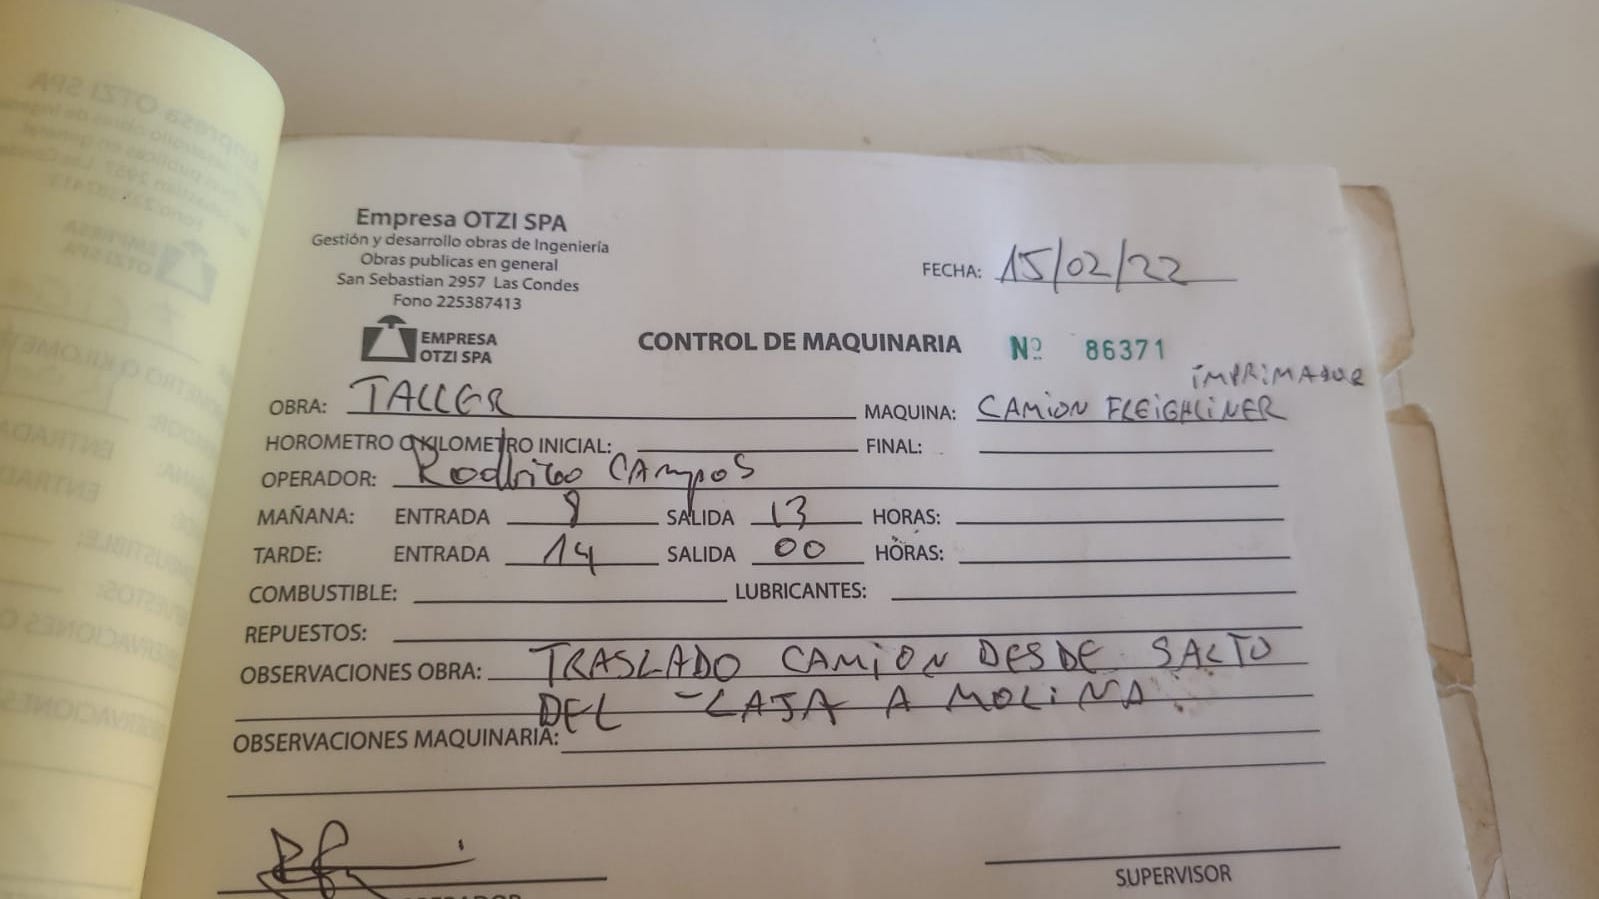 Empresa OTZI SPA
Gestión y desarrollo obras de Ingeniería
Obras publicas en general
San Sebastian 2957 Las Condes
Fono 225387413
EMPRESA
OTZI SPA
FECHA: 15/02/22
CONTROL DE MAQUINARIA Nº 86371
IMPRIMADOR
OBRA: TALLER MAQUINA: CAMION FLEIGHLINER
HOROMETRO O KILOMETRO INICIAL: FINAL:
OPERADOR: Rodrigo CAmpoS
MAÑANA: ENTRADA 8 SALIDA 13 HORAS:
TARDE: ENTRADA 14 SALIDA 00 HORAS:
COMBUSTIBLE: LUBRICANTES:
REPUESTOS:
OBSERVACIONES OBRA: TRASLADO CAMION DESDE SALTO
DEL LAJA A MOLINA
OBSERVACIONES MAQUINARIA:
SUPERVISOR